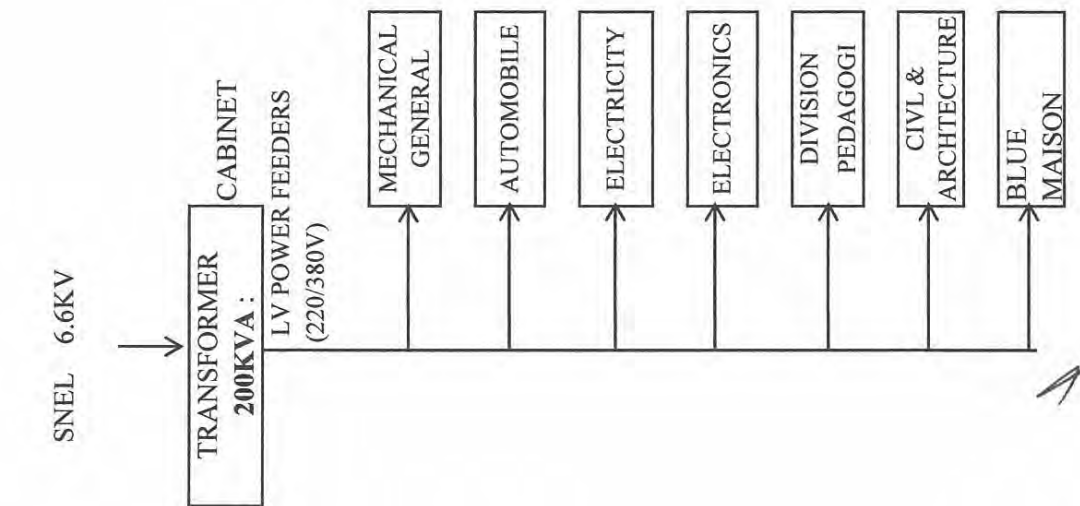 SNEL 6.6KV
TRANSFORMER
200KVA :
CABINET
LV POWER FEEDERS
(220/380V)
MECHANICAL
GENERAL
AUTOMOBILE
ELECTRICITY
ELECTRONICS
DIVISION
PEDAGOGI
CIVL &
ARCHTECTURE
BLUE
MAISON